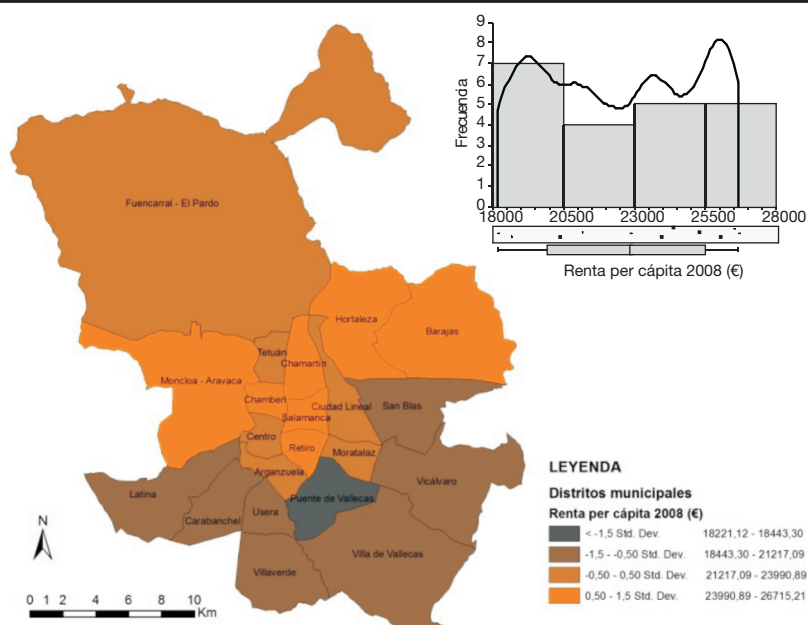 9
8
7
6
5
4
3
2
1
0
Frecuenda
18000 20500 23000 25500 28000
Renta per cápita 2008 (€)
Fuencarral - El Pardo
Hortaleza
Barajas
Tetuán
Chamartín
Moncloa - Aravaca
Chamberí
Ciudad Lineal
San Blas
Salamanca
Centro
Retiro
Moratalaz
Arganzuela
Vicálvaro
Latina
Puente de Vallecas
Usera
Carabanchel
Villa de Vallecas
Villaverde
N
0 1 2 4 6 8 10
Km
LEYENDA
Distritos municipales
Renta per cápita 2008 (€)
< -1,5 Std. Dev. 18221,12 - 18443,30
-1,5 - -0,50 Std. Dev. 18443,30 - 21217,09
-0,50 - 0,50 Std. Dev. 21217,09 - 23990,89
0,50 - 1,5 Std. Dev. 23990,89 - 26715,21